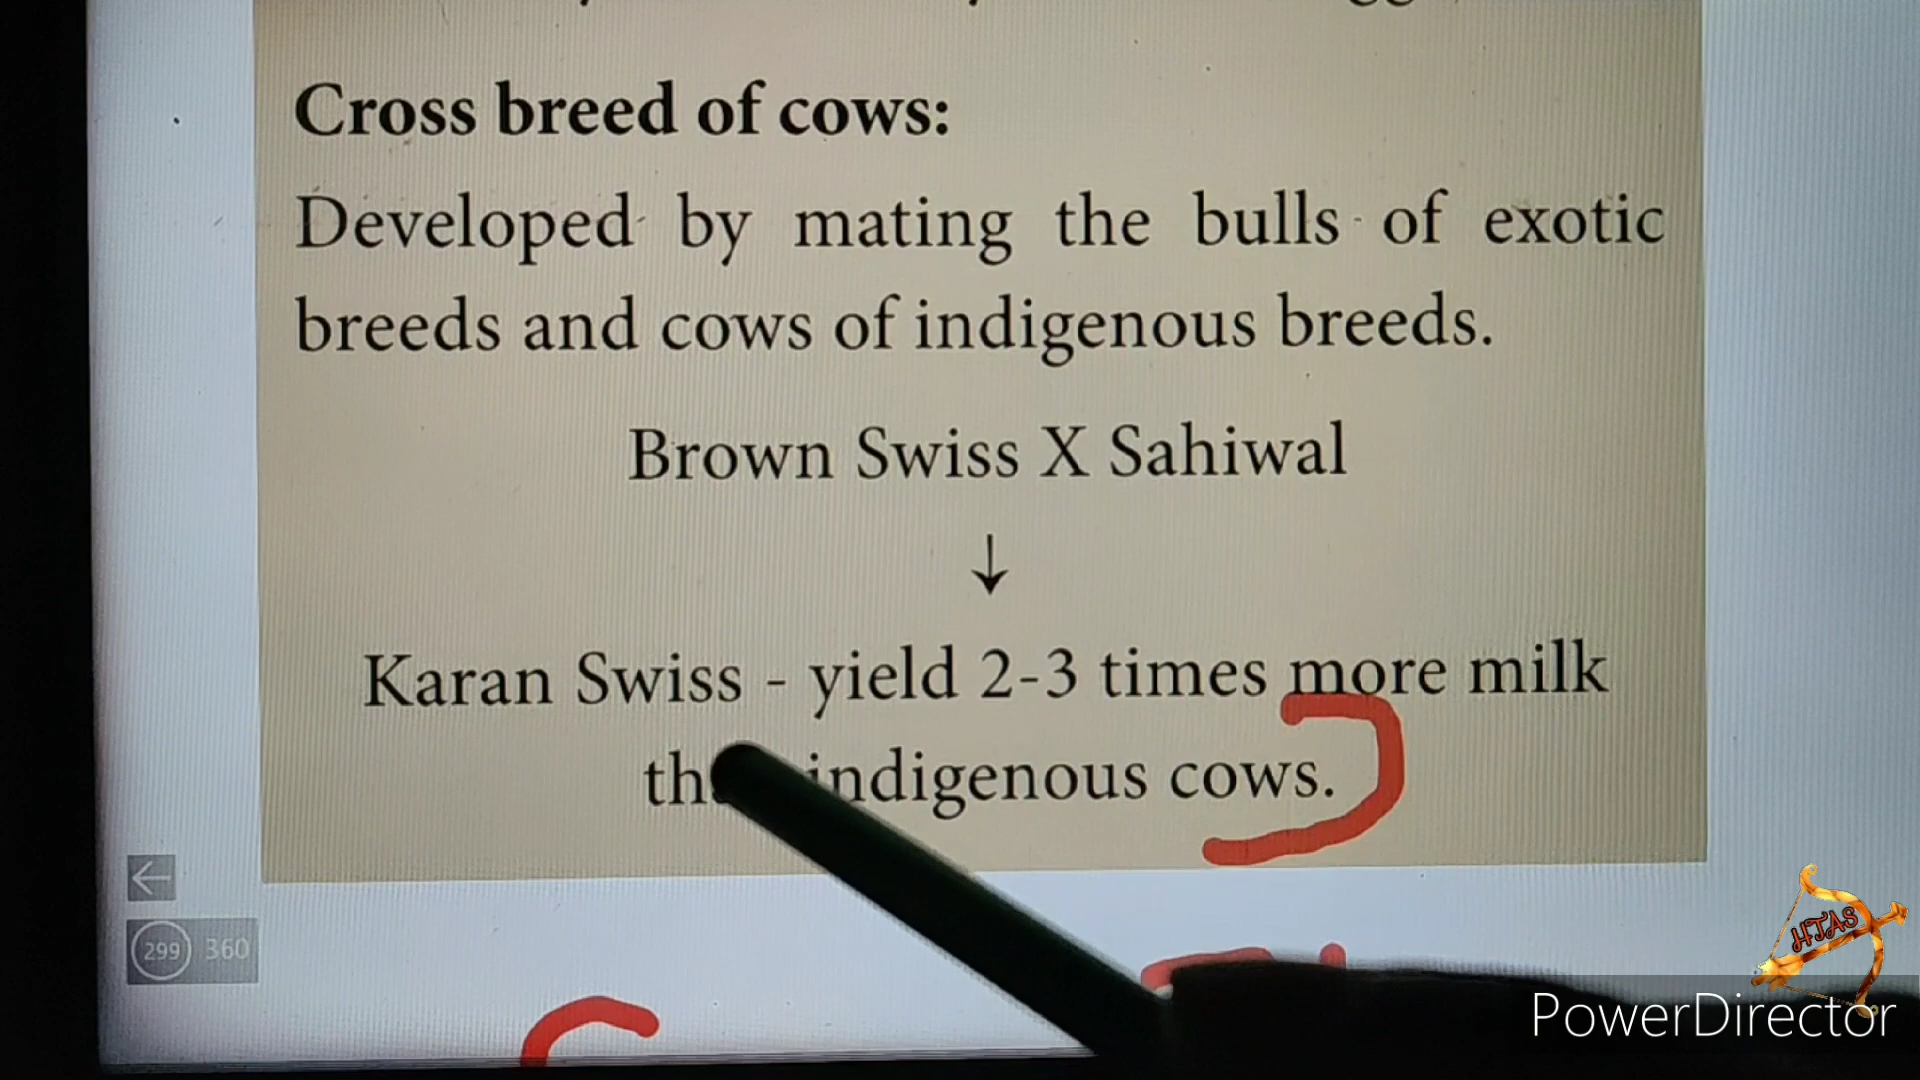 Cross breed of cows:
Developed by mating the bulls of exotic
breeds and cows of indigenous breeds.
Brown Swiss X Sahiwal
↓
Karan Swiss - yield 2-3 times more milk
indigenous cows.
299 360
HTAS
PowerDirector